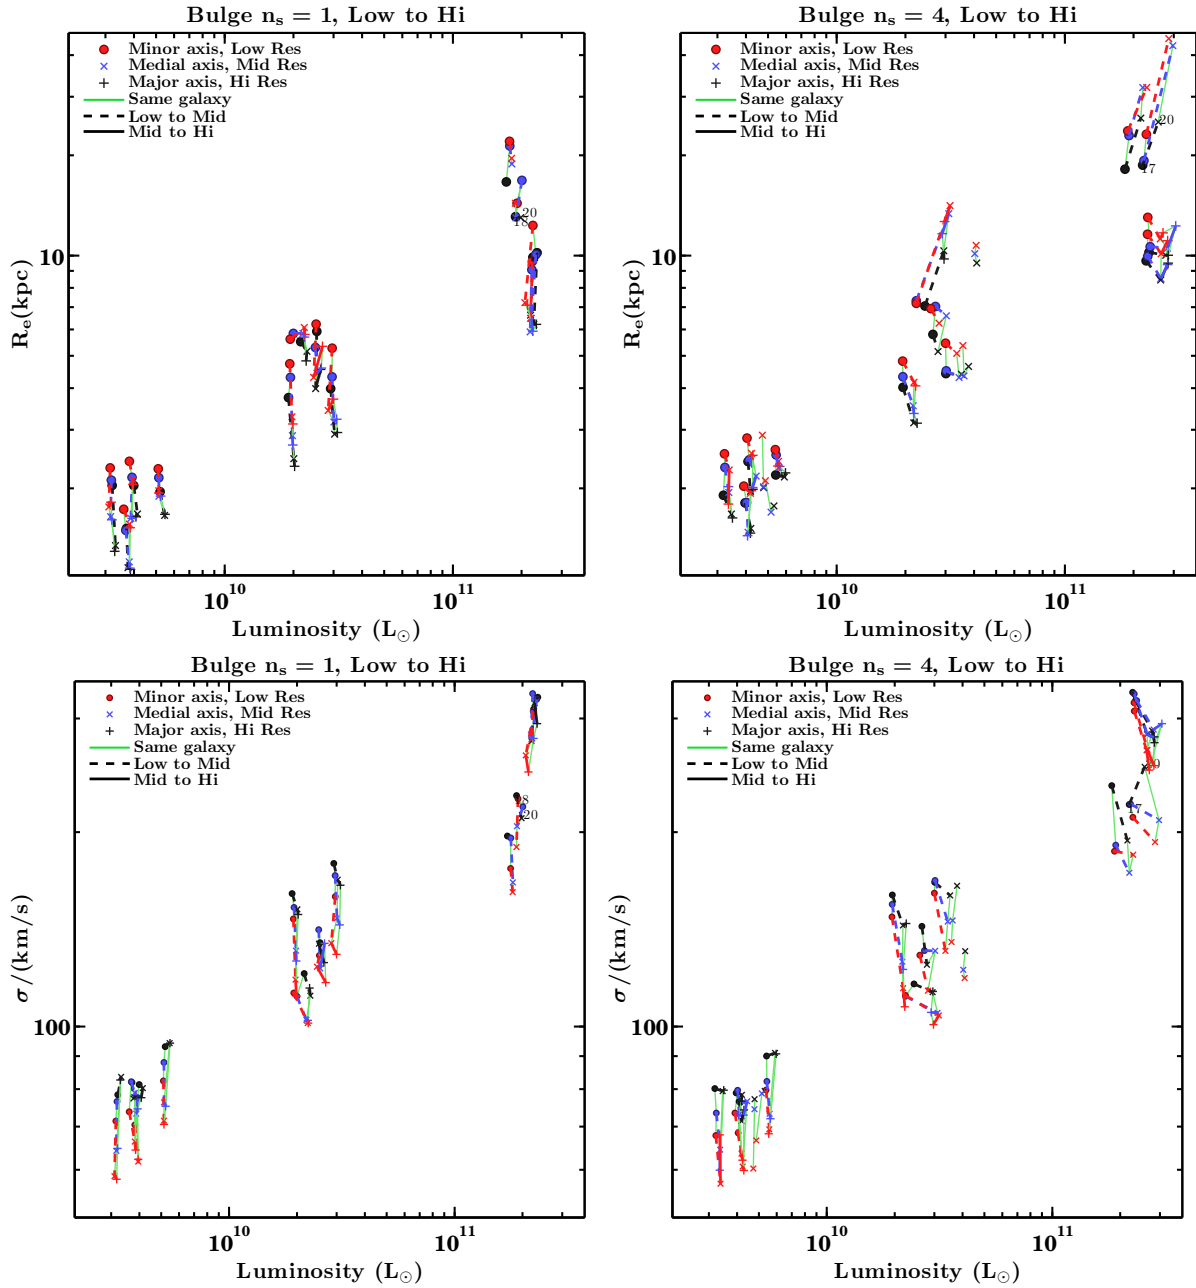 Bulge n_s = 1, Low to Hi
Minor axis, Low Res
Medial axis, Mid Res
Major axis, Hi Res
Same galaxy
Low to Mid
Mid to Hi
20
18
10
R_e(kpc)
10^10
10^11
Luminosity (L_⊙)
Bulge n_s = 4, Low to Hi
Minor axis, Low Res
Medial axis, Mid Res
Major axis, Hi Res
Same galaxy
Low to Mid
Mid to Hi
20
17
10
R_e(kpc)
10^10
10^11
Luminosity (L_⊙)
Bulge n_s = 1, Low to Hi
Minor axis, Low Res
Medial axis, Mid Res
Major axis, Hi Res
Same galaxy
Low to Mid
Mid to Hi
20
100
σ/(km/s)
10^10
10^11
Luminosity (L_⊙)
Bulge n_s = 4, Low to Hi
Minor axis, Low Res
Medial axis, Mid Res
Major axis, Hi Res
Same galaxy
Low to Mid
Mid to Hi
17
100
σ/(km/s)
10^10
10^11
Luminosity (L_⊙)